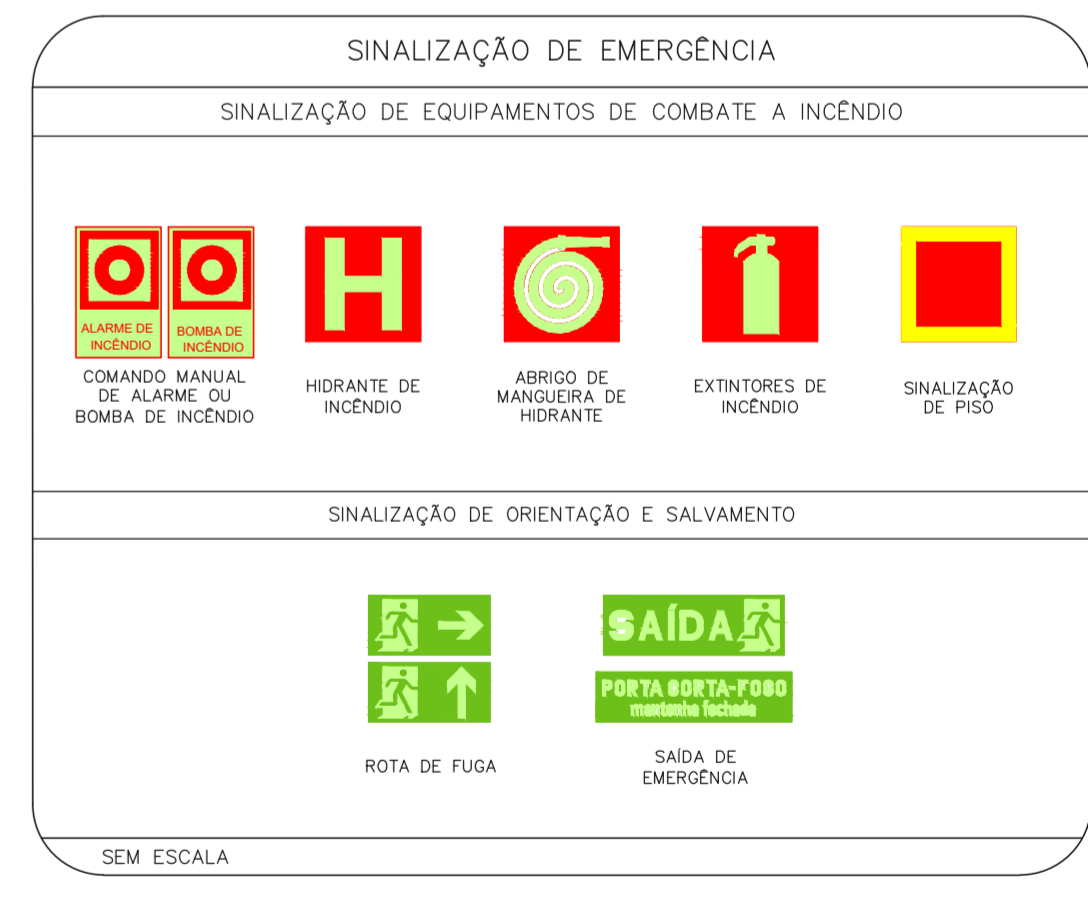 SINALIZAÇÃO DE EMERGÊNCIA
SINALIZAÇÃO DE EQUIPAMENTOS DE COMBATE A INCÊNDIO
ALARME DE
INCÊNDIO
BOMBA DE
INCÊNDIO
H
COMANDO MANUAL
DE ALARME OU
BOMBA DE INCÊNDIO
HIDRANTE DE
INCÊNDIO
ABRIGO DE
MANGUEIRA DE
HIDRANTE
EXTINTORES DE
INCÊNDIO
SINALIZAÇÃO
DE PISO
SINALIZAÇÃO DE ORIENTAÇÃO E SALVAMENTO
SAÍDA
PORTA CORTA-FOGO
mantenha fechada
ROTA DE FUGA
SAÍDA DE
EMERGÊNCIA
SEM ESCALA